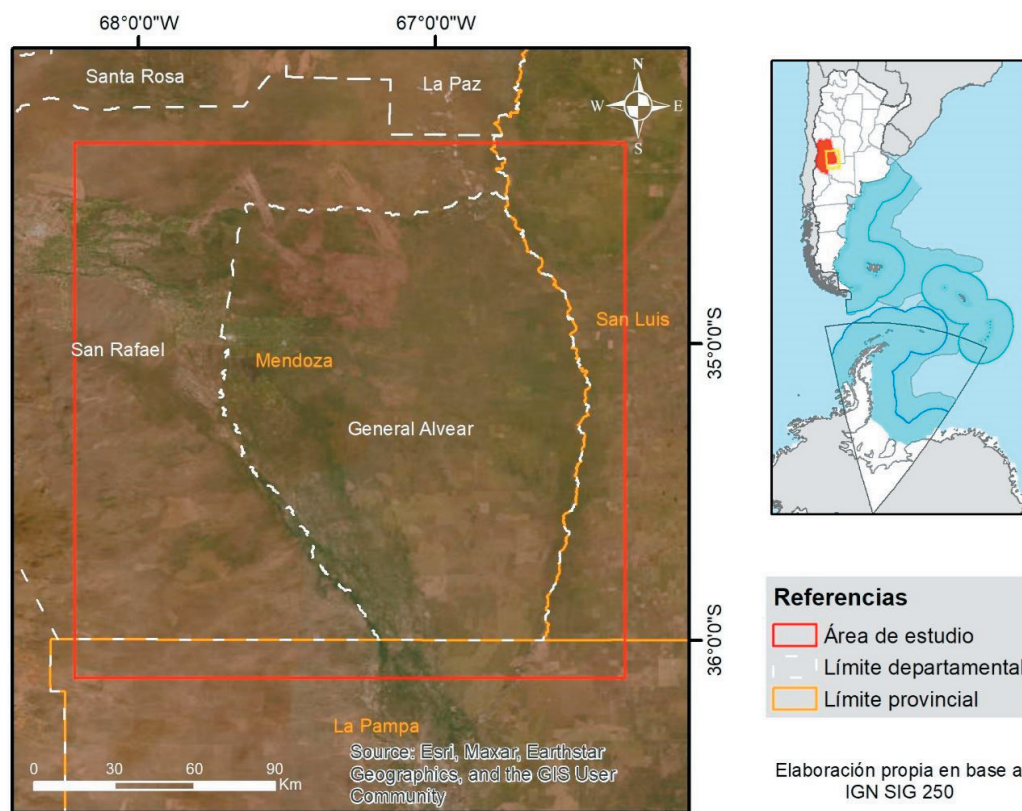 68°0'0"W
67°0'0"W
Santa Rosa
La Paz
N
W
E
S
San Luis
35°0'0"S
San Rafael
Mendoza
General Alvear
36°0'0"S
La Pampa
Source: Esri, Maxar, Earthstar
Geographics, and the GIS User
Community
0 30 60 90
Km
Referencias
Área de estudio
Límite departamental
Límite provincial
Elaboración propia en base a
IGN SIG 250